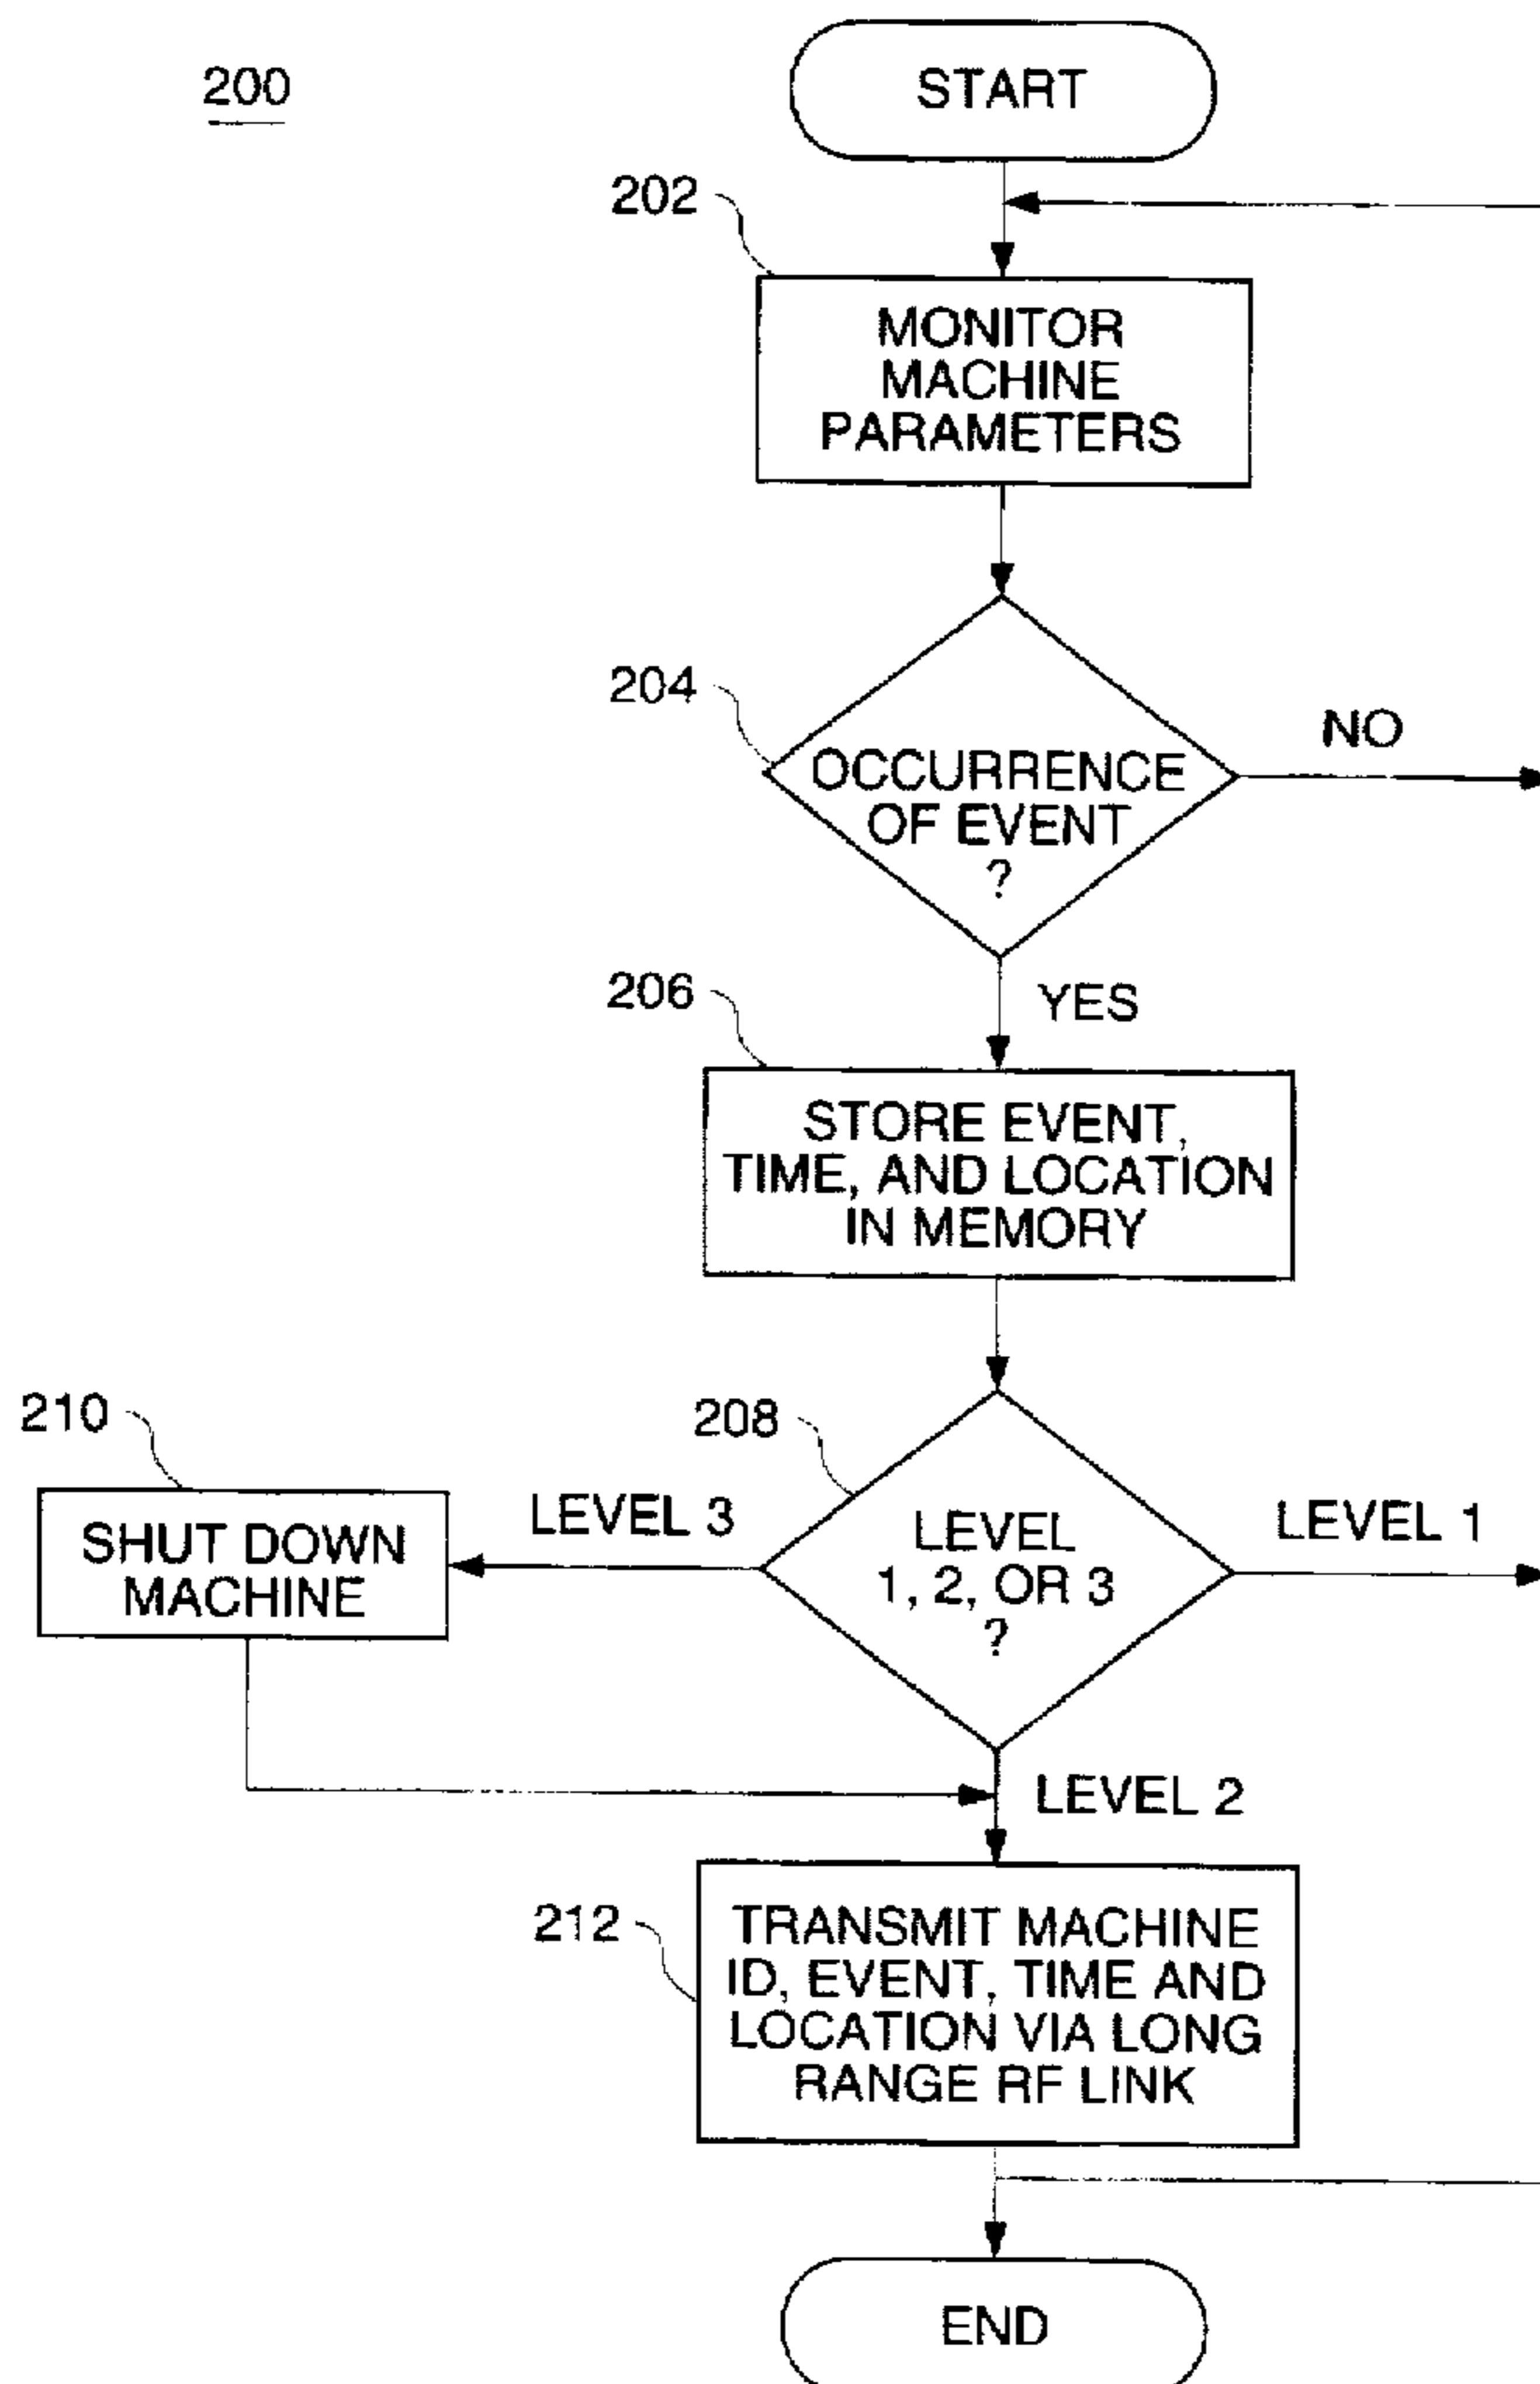 200
START
202
MONITOR
MACHINE
PARAMETERS
204
OCCURRENCE
OF EVENT
?
NO
YES
206
STORE EVENT,
TIME, AND LOCATION
IN MEMORY
208
LEVEL
1, 2, OR 3
?
LEVEL 1
LEVEL 3
210
SHUT DOWN
MACHINE
LEVEL 2
212
TRANSMIT MACHINE
ID, EVENT, TIME AND
LOCATION VIA LONG
RANGE RF LINK
END